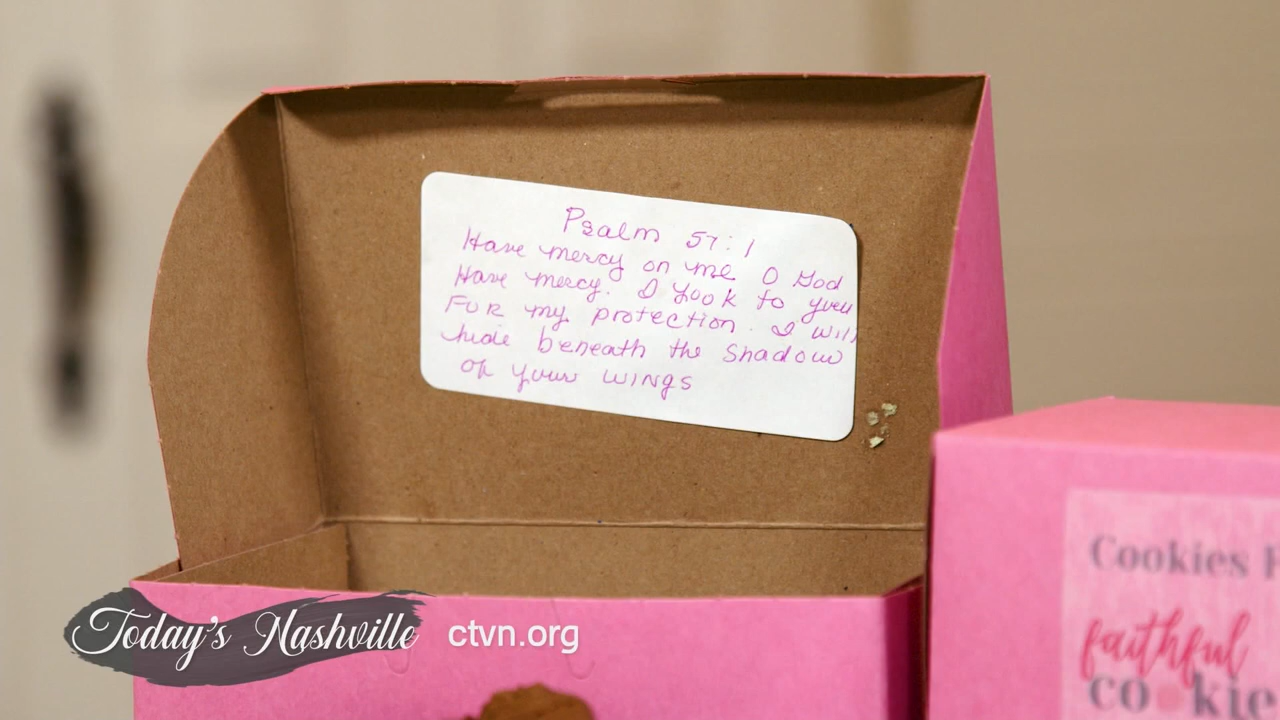 Psalm 57:1
Have mercy on me O God
Have mercy. I look to you
FOR my protection. I will
hide beneath the shadow
of your wings
Cookies
faithful
cookie
Today's Nashville
ctvn.org